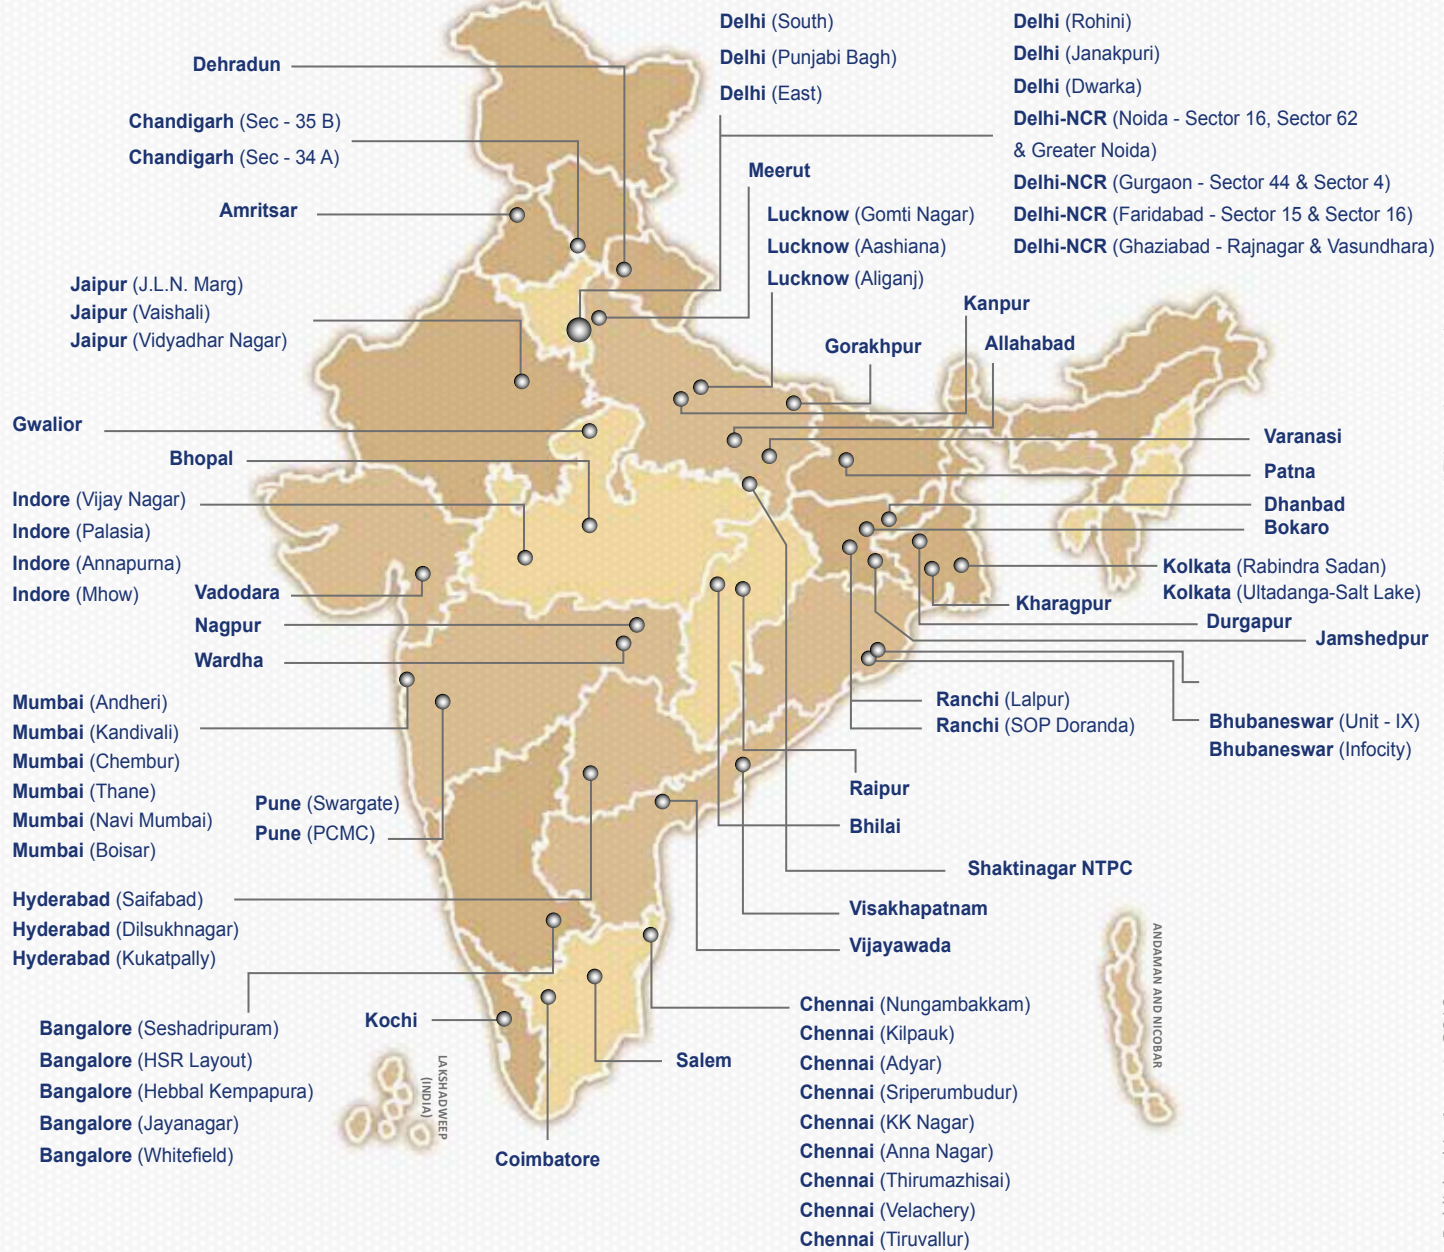 Delhi (South)
Delhi (Punjabi Bagh)
Delhi (East)
Delhi (Rohini)
Delhi (Janakpuri)
Delhi (Dwarka)
Delhi-NCR (Noida - Sector 16, Sector 62
& Greater Noida)
Delhi-NCR (Gurgaon - Sector 44 & Sector 4)
Delhi-NCR (Faridabad - Sector 15 & Sector 16)
Delhi-NCR (Ghaziabad - Rajnagar & Vasundhara)
Dehradun
Chandigarh (Sec - 35 B)
Chandigarh (Sec - 34 A)
Amritsar
Meerut
Lucknow (Gomti Nagar)
Lucknow (Aashiana)
Lucknow (Aliganj)
Jaipur (J.L.N. Marg)
Jaipur (Vaishali)
Jaipur (Vidyadhar Nagar)
Kanpur
Gorakhpur
Allahabad
Gwalior
Bhopal
Varanasi
Patna
Dhanbad
Bokaro
Indore (Vijay Nagar)
Indore (Palasia)
Indore (Annapurna)
Indore (Mhow)
Vadodara
Nagpur
Wardha
Kolkata (Rabindra Sadan)
Kolkata (Ultadanga-Salt Lake)
Kharagpur
Durgapur
Jamshedpur
Ranchi (Lalpur)
Ranchi (SOP Doranda)
Bhubaneswar (Unit - IX)
Bhubaneswar (Infocity)
Mumbai (Andheri)
Mumbai (Kandivali)
Mumbai (Chembur)
Mumbai (Thane)
Mumbai (Navi Mumbai)
Mumbai (Boisar)
Pune (Swargate)
Pune (PCMC)
Raipur
Bhilai
Shaktinagar NTPC
Visakhapatnam
Vijayawada
Hyderabad (Saifabad)
Hyderabad (Dilsukhnagar)
Hyderabad (Kukatpally)
Bangalore (Seshadripuram)
Bangalore (HSR Layout)
Bangalore (Hebbal Kempapura)
Bangalore (Jayanagar)
Bangalore (Whitefield)
Kochi
LAKSHADWEEP
(INDIA)
Coimbatore
Salem
Chennai (Nungambakkam)
Chennai (Kilpauk)
Chennai (Adyar)
Chennai (Sriperumbudur)
Chennai (KK Nagar)
Chennai (Anna Nagar)
Chennai (Thirumazhisai)
Chennai (Velachery)
Chennai (Tiruvallur)
ANDAMAN AND NICOBAR